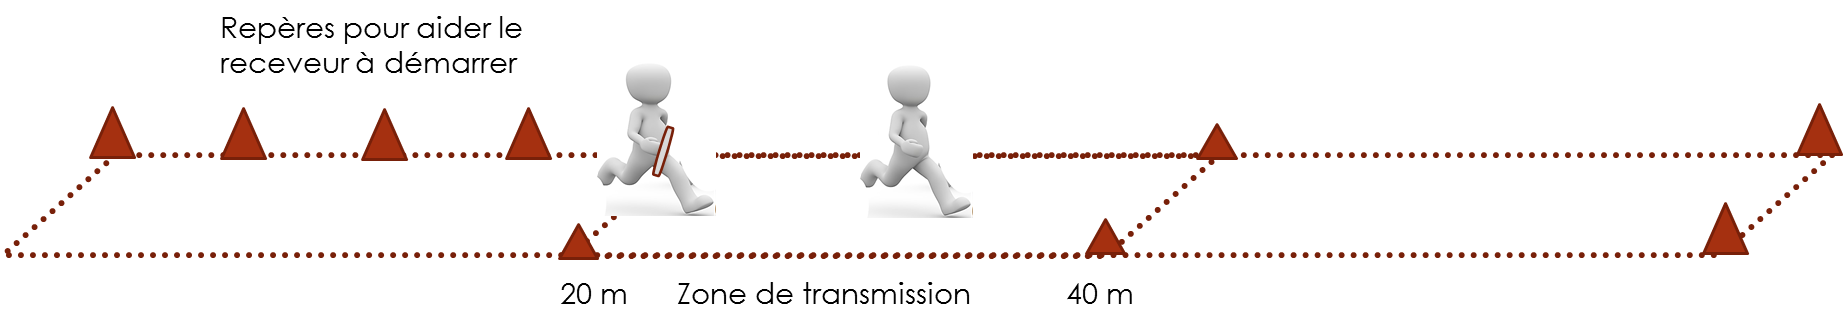 Repères pour aider le
receveur à démarrer
20 m Zone de transmission 40 m